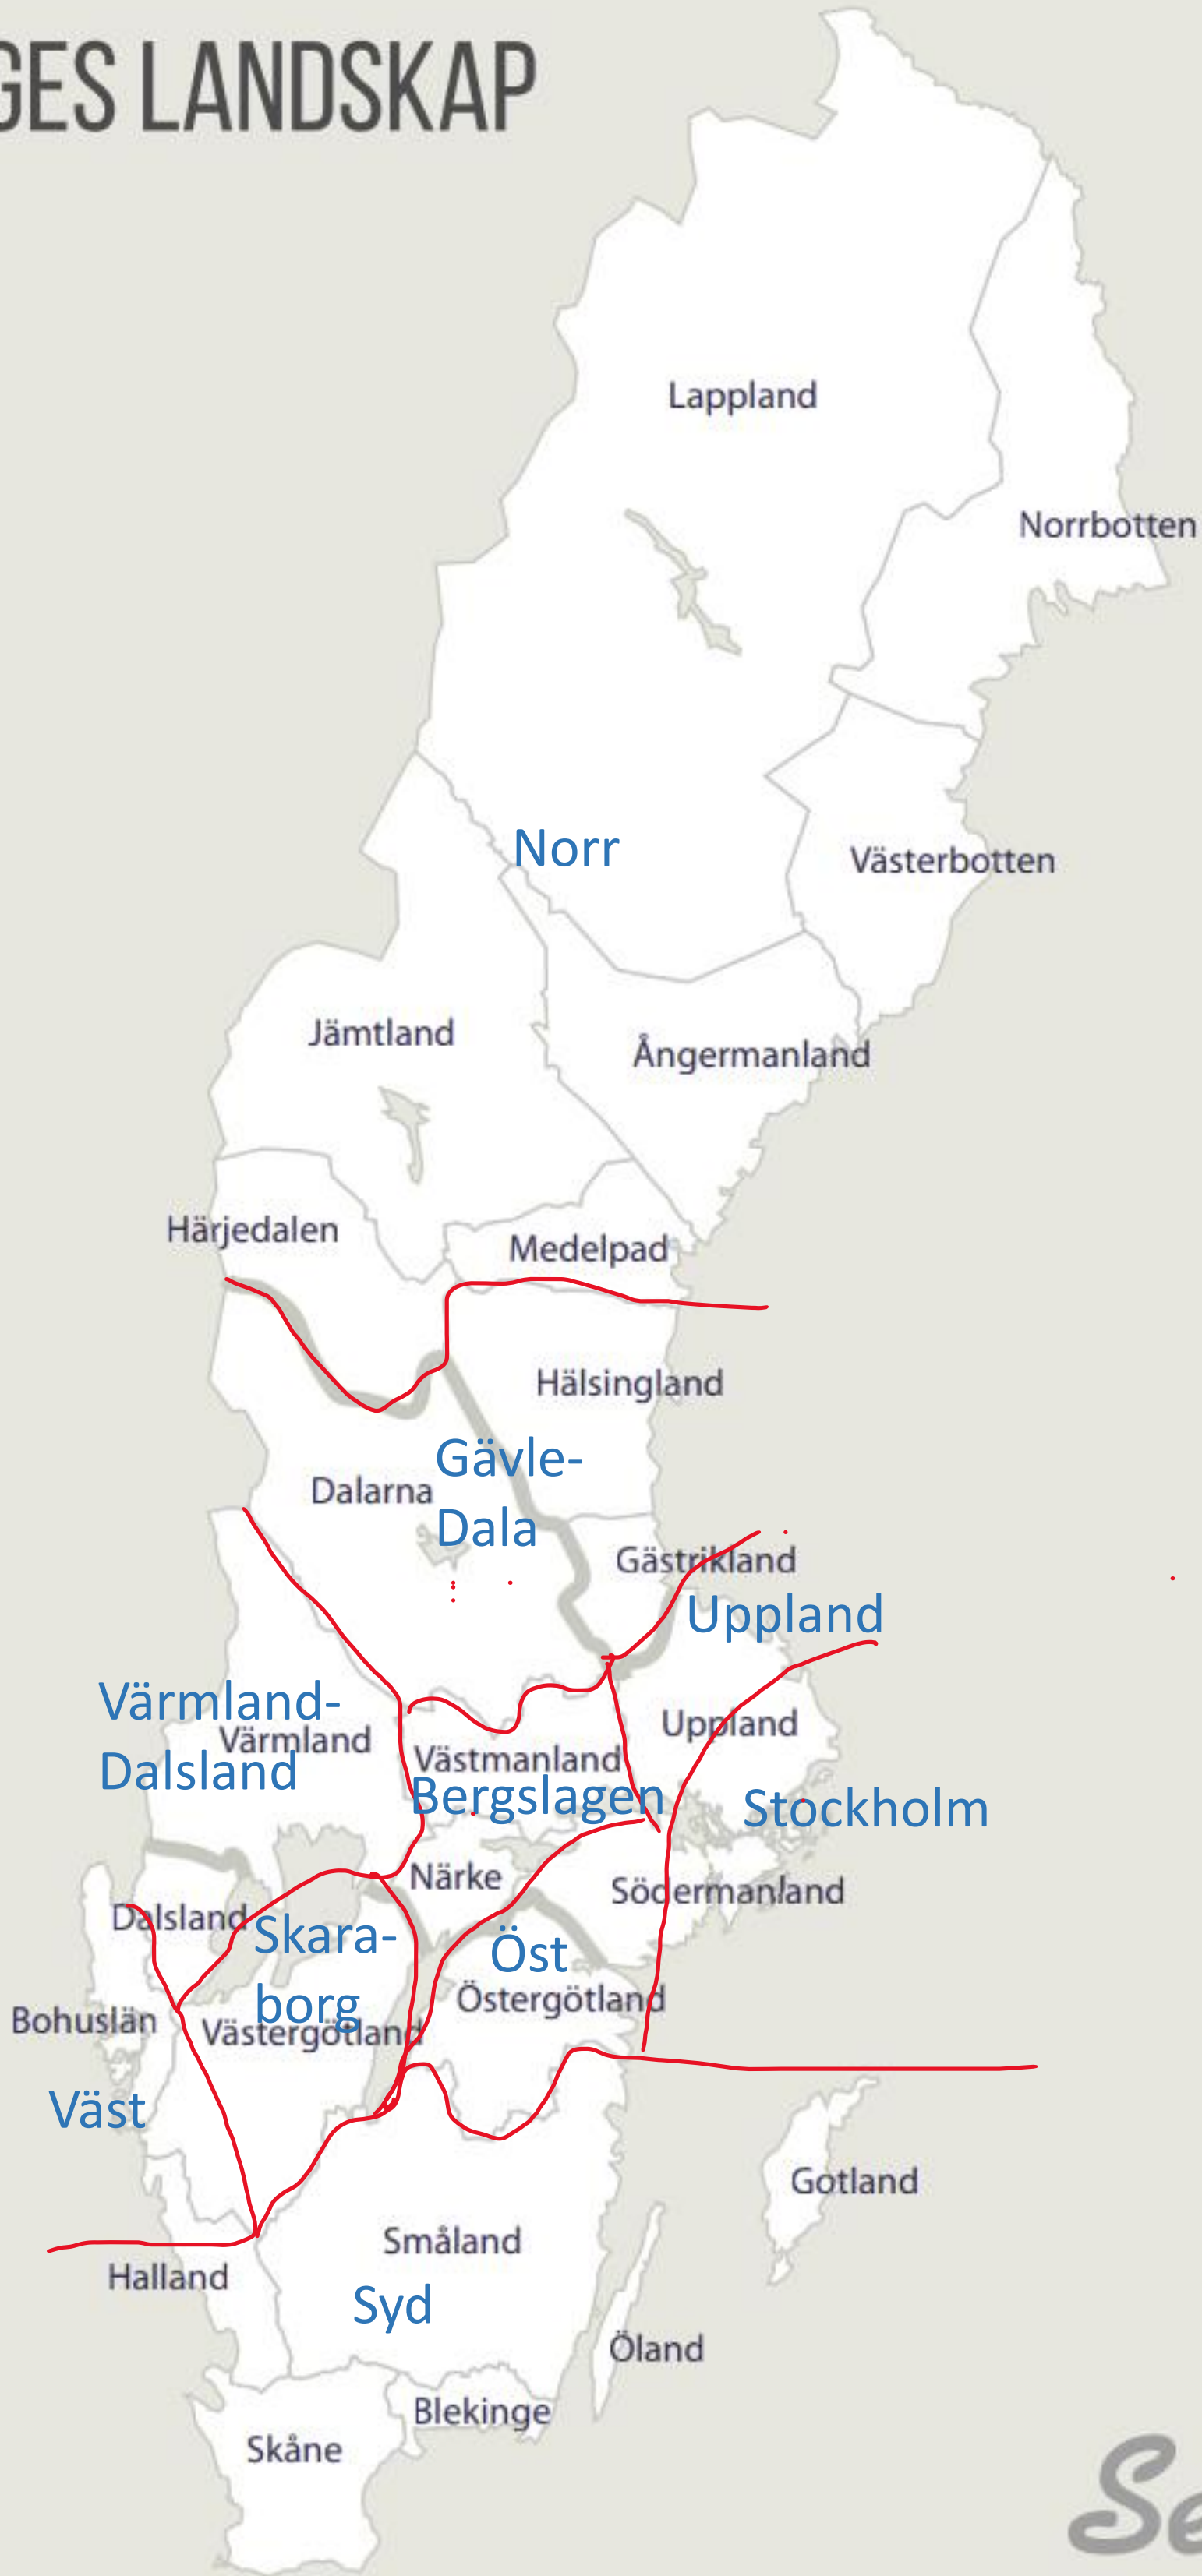 GES LANDSKAP
Lappland
Norrbotten
Norr
Västerbotten
Jämtland
Ångermanland
Härjedalen
Medelpad
Hälsingland
Gävle-
Dala
Dalarna
Gästrikland
Uppland
Värmland-
Dalsland
Värmland
Uppland
Västmanland
Bergslagen
Stockholm
Närke
Södermanland
Dalsland
Skara-
borg
Öst
Östergötland
Bohuslän
Västergötland
Väst
Gotland
Småland
Halland
Syd
Öland
Blekinge
Skåne
Se